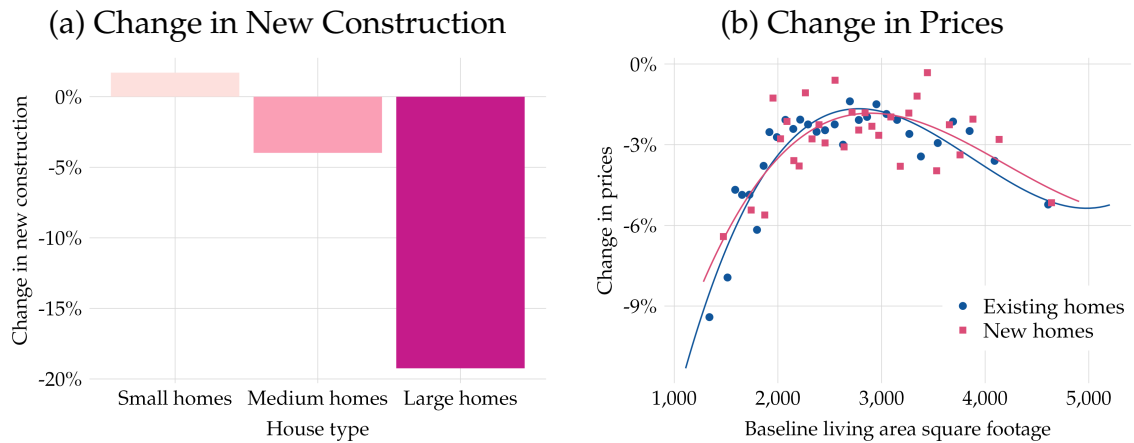 (a) Change in New Construction
Change in new construction
0%
-5%
-10%
-15%
-20%
Small homes
Medium homes
Large homes
House type
(b) Change in Prices
Change in prices
0%
-3%
-6%
-9%
Existing homes
New homes
1,000
2,000
3,000
4,000
5,000
Baseline living area square footage